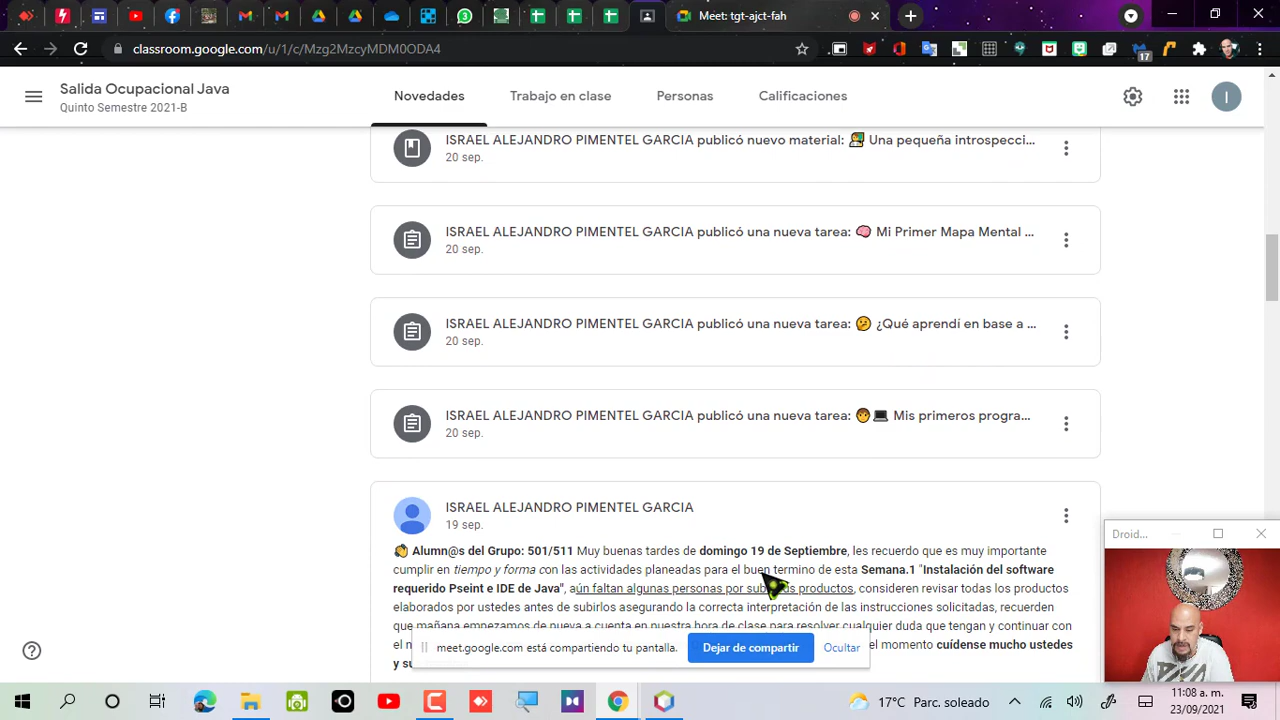 Meet: tgt-ajct-fah
classroom.google.com/u/1/c/Mzg2MzcyMDM0ODA4
17
Salida Ocupacional Java
Quinto Semestre 2021-B
Novedades
Trabajo en clase
Personas
Calificaciones
I
ISRAEL ALEJANDRO PIMENTEL GARCIA publicó nuevo material: 👨‍🏫 Una pequeña introspecci...
20 sep.
ISRAEL ALEJANDRO PIMENTEL GARCIA publicó una nueva tarea: 🧠 Mi Primer Mapa Mental ...
20 sep.
ISRAEL ALEJANDRO PIMENTEL GARCIA publicó una nueva tarea: 🤔 ¿Qué aprendí en base a ...
20 sep.
ISRAEL ALEJANDRO PIMENTEL GARCIA publicó una nueva tarea: 🧑💻 Mis primeros progra...
20 sep.
ISRAEL ALEJANDRO PIMENTEL GARCIA
19 sep.
👋 Alumn@s del Grupo: 501/511 Muy buenas tardes de domingo 19 de Septiembre, les recuerdo que es muy importante
cumplir en tiempo y forma con las actividades planeadas para el buen termino de esta Semana.1 "Instalación del software
requerido Pseint e IDE de Java", aún faltan algunas personas por subir sus productos, consideren revisar todas los productos
elaborados por ustedes antes de subirlos asegurando la correcta interpretación de las instrucciones solicitadas, recuerden
que mañana empezamos de nueva a cuenta en nuestra hora de clase para resolver cualquier duda que tengan y continuar con
el momento cuídense mucho ustedes
y su
meet.google.com está compartiendo tu pantalla.
Dejar de compartir
Ocultar
Droid...
17°C Parc. soleado
11:08 a. m.
23/09/2021